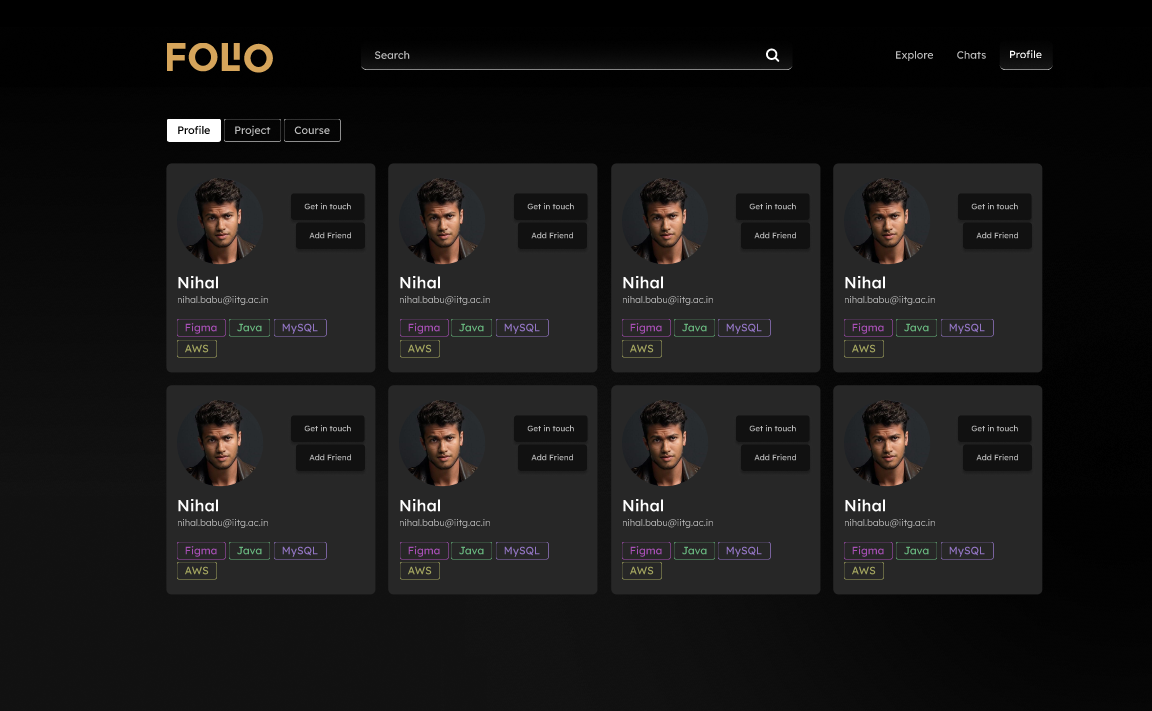 FOLIO
Search
Explore Chats Profile
Profile Project Course
Get in touch Get in touch Get in touch Get in touch
Add Friend Add Friend Add Friend Add Friend
Nihal Nihal Nihal Nihal
nihal.babu@iitg.ac.in nihal.babu@iitg.ac.in nihal.babu@iitg.ac.in nihal.babu@iitg.ac.in
Figma Java MySQL Figma Java MySQL Figma Java MySQL Figma Java MySQL
AWS AWS AWS AWS
Get in touch Get in touch Get in touch Get in touch
Add Friend Add Friend Add Friend Add Friend
Nihal Nihal Nihal Nihal
nihal.babu@iitg.ac.in nihal.babu@iitg.ac.in nihal.babu@iitg.ac.in nihal.babu@iitg.ac.in
Figma Java MySQL Figma Java MySQL Figma Java MySQL Figma Java MySQL
AWS AWS AWS AWS